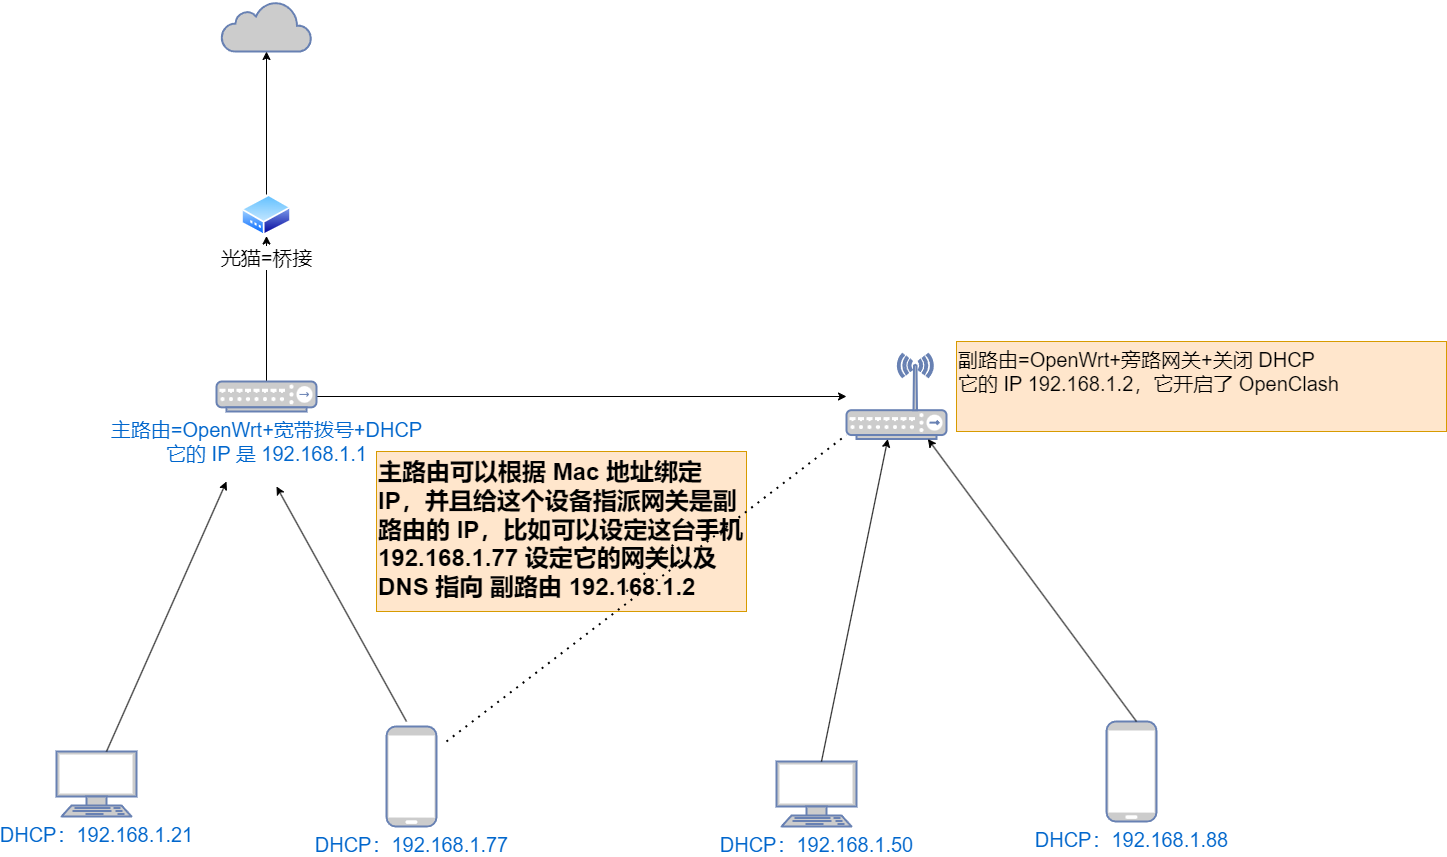 光猫=桥接
副路由=OpenWrt+旁路网关+关闭 DHCP
它的 IP 192.168.1.2，它开启了 OpenClash
主路由=OpenWrt+宽带拨号+DHCP
它的 IP 是 192.168.1.1
主路由可以根据 Mac 地址绑定
IP，并且给这个设备指派网关是副
路由的 IP，比如可以设定这台手机
192.168.1.77 设定它的网关以及
DNS 指向 副路由 192.168.1.2
DHCP：192.168.1.21
DHCP：192.168.1.77
DHCP：192.168.1.50
DHCP：192.168.1.88